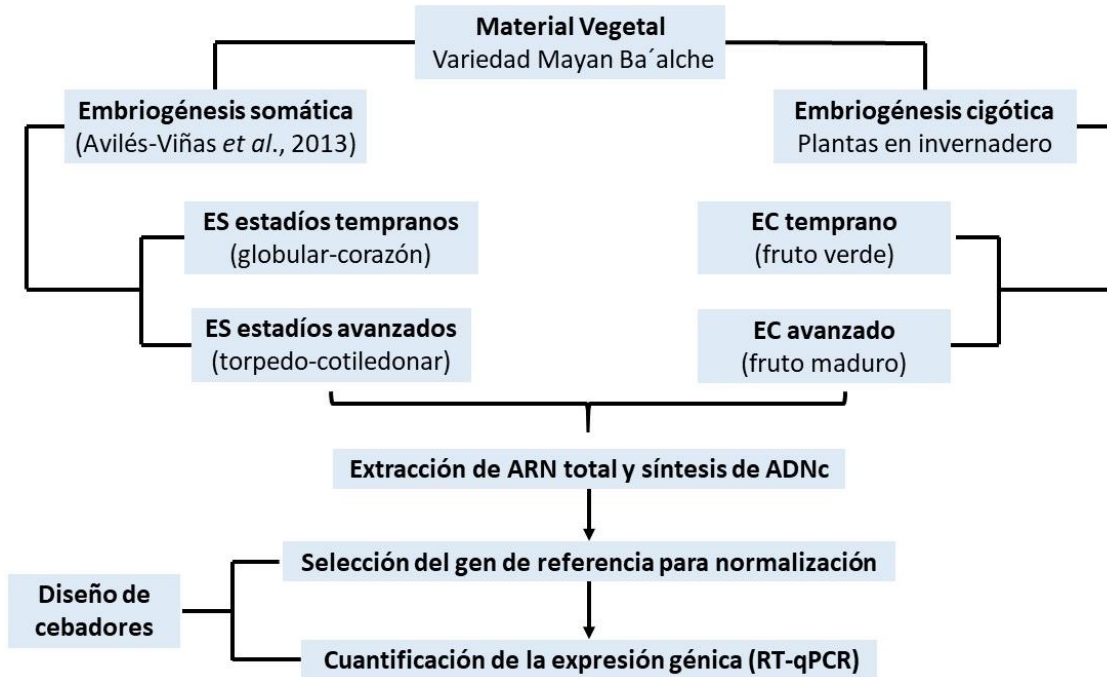 Material Vegetal
Variedad Mayan Ba´alche
Embriogénesis somática
(Avilés-Viñas et al., 2013)
Embriogénesis cigótica
Plantas en invernadero
ES estadíos tempranos
(globular-corazón)
EC temprano
(fruto verde)
ES estadíos avanzados
(torpedo-cotiledonar)
EC avanzado
(fruto maduro)
Extracción de ARN total y síntesis de ADNc
Selección del gen de referencia para normalización
Diseño de
cebadores
Cuantificación de la expresión génica (RT-qPCR)